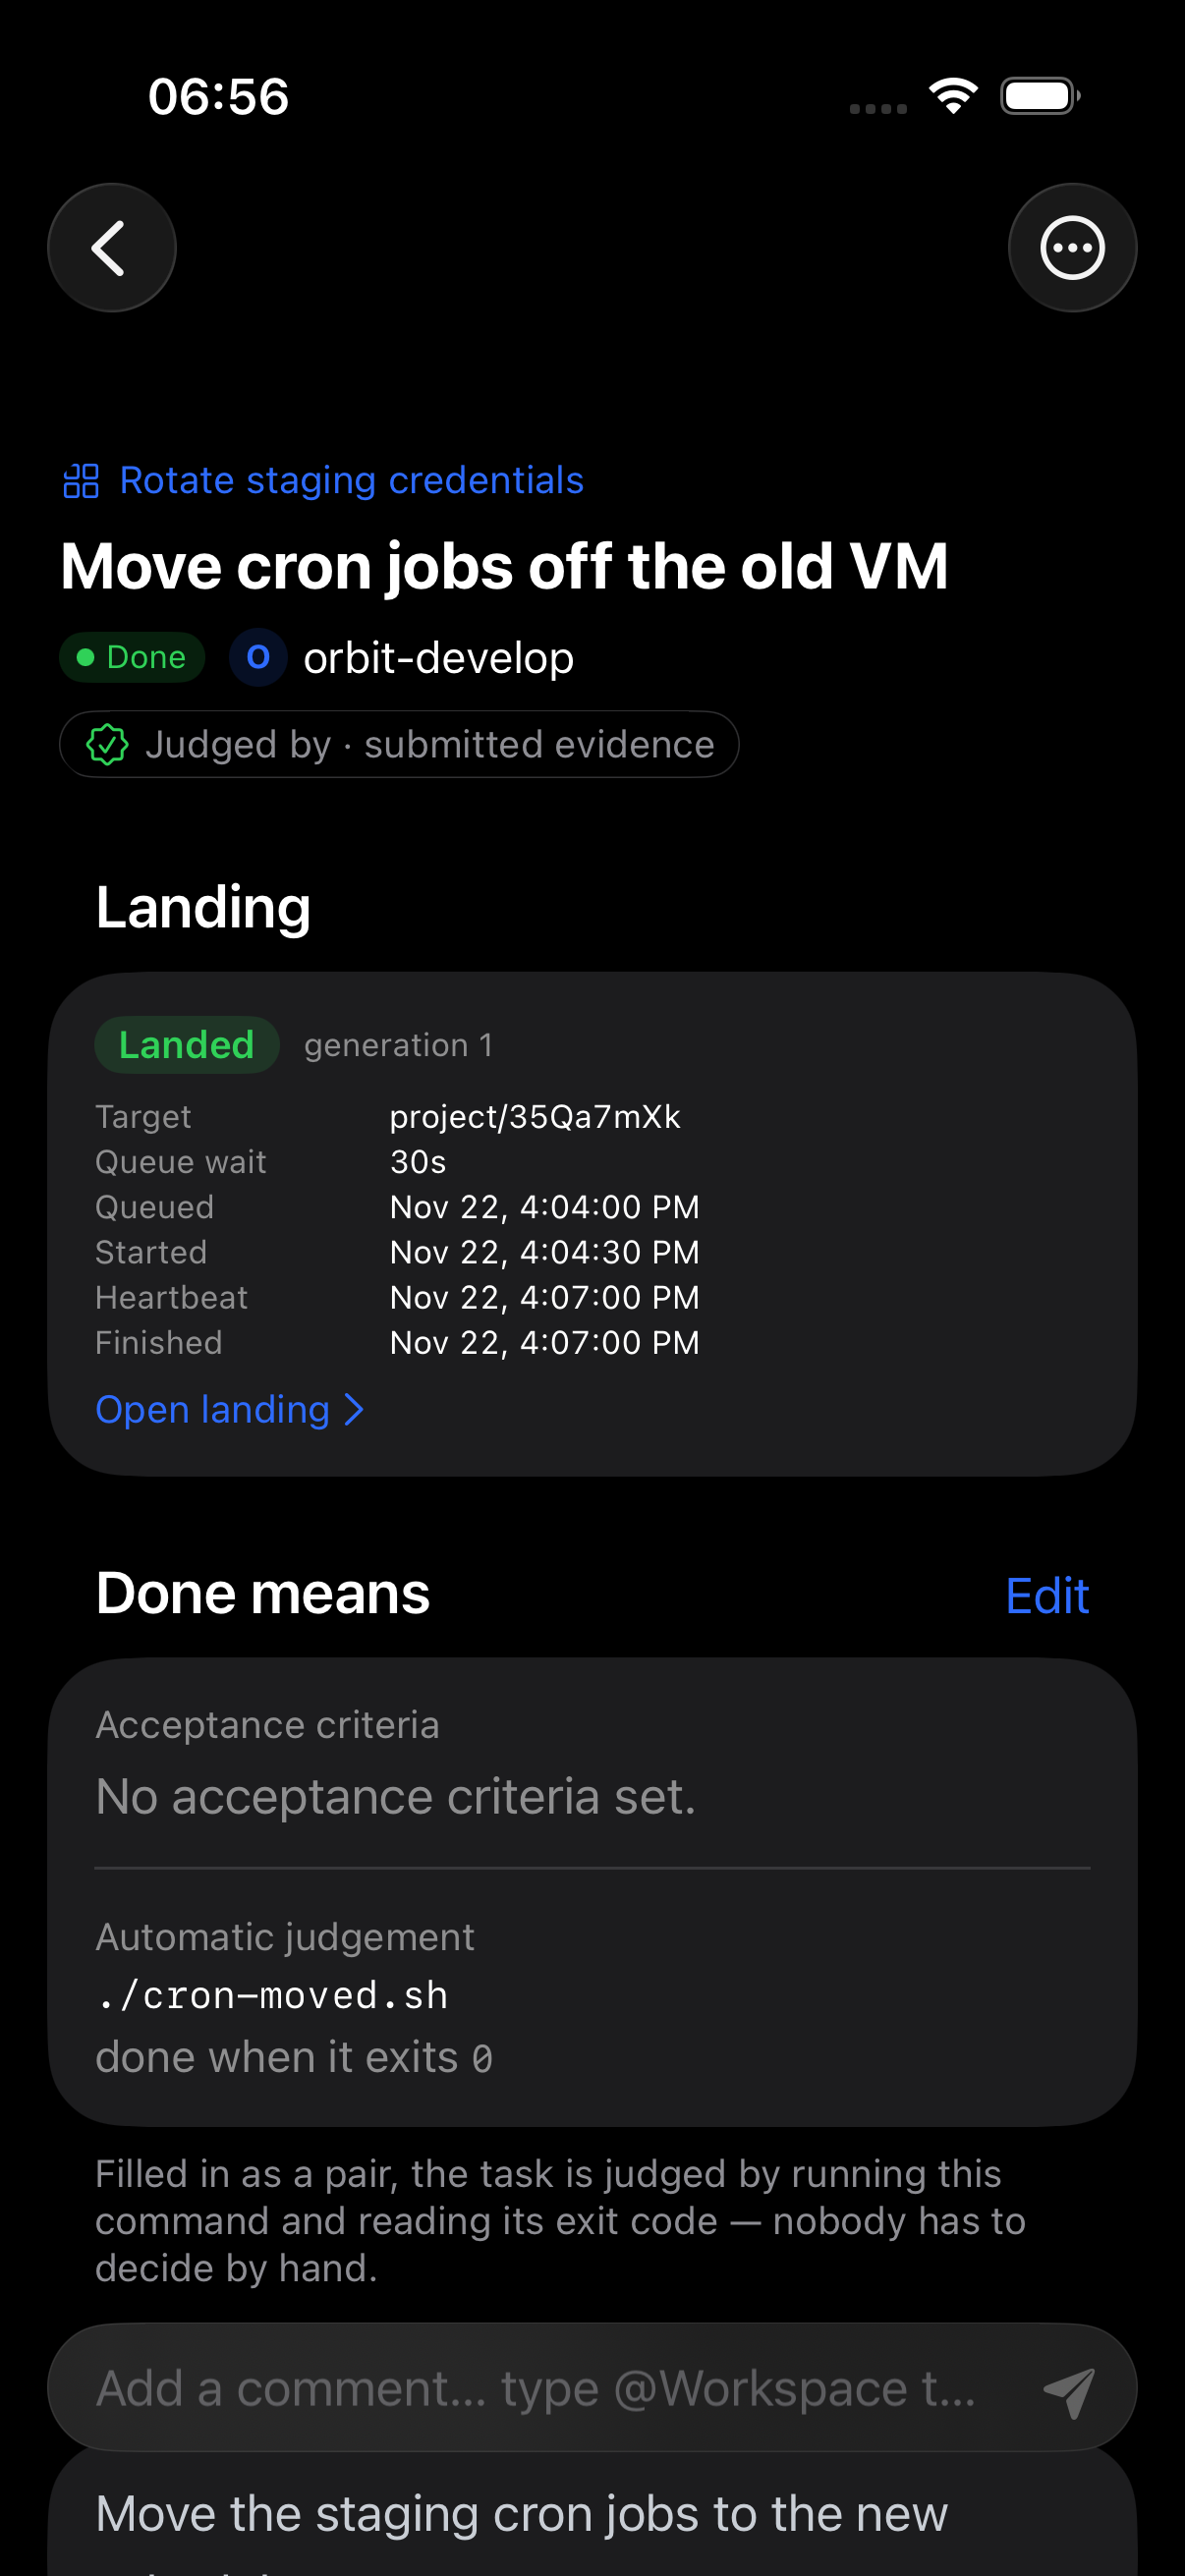 06:56
Rotate staging credentials
Move cron jobs off the old VM
Done
O
orbit-develop
Judged by · submitted evidence
Landing
Landed
generation 1
Target
project/35Qa7mXk
Queue wait
30s
Queued
Nov 22, 4:04:00 PM
Started
Nov 22, 4:04:30 PM
Heartbeat
Nov 22, 4:07:00 PM
Finished
Nov 22, 4:07:00 PM
Open landing
Done means
Edit
Acceptance criteria
No acceptance criteria set.
Automatic judgement
./cron-moved.sh
done when it exits 0
Filled in as a pair, the task is judged by running this
command and reading its exit code — nobody has to
decide by hand.
Add a comment... type @Workspace t...
Move the staging cron jobs to the new